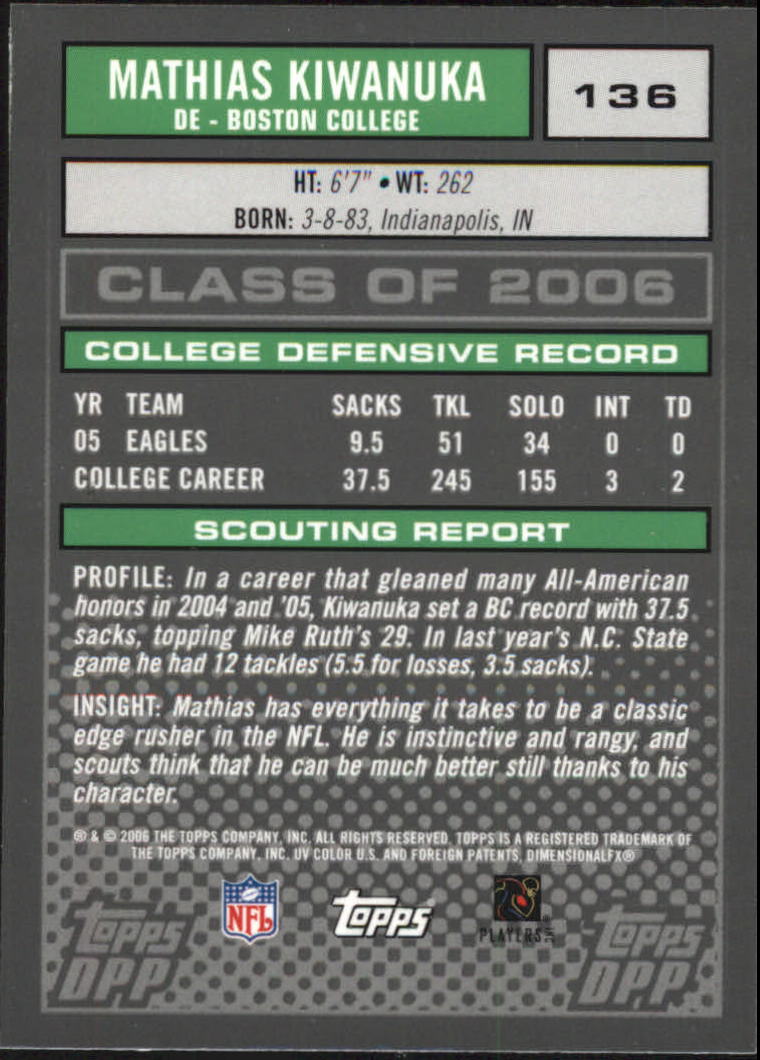 MATHIAS KIWANUKA
DE - BOSTON COLLEGE
136
HT: 6'7" • WT: 262
BORN: 3-8-83, Indianapolis, IN
CLASS OF 2006
COLLEGE DEFENSIVE RECORD
YR TEAM SACKS TKL SOLO INT TD
05 EAGLES 9.5 51 34 0 0
COLLEGE CAREER 37.5 245 155 3 2
SCOUTING REPORT
PROFILE: In a career that gleaned many All-American
honors in 2004 and '05, Kiwanuka set a BC record with 37.5
sacks, topping Mike Ruth's 29. In last year's N.C. State
game he had 12 tackles (5.5 for losses, 3.5 sacks).
INSIGHT: Mathias has everything it takes to be a classic
edge rusher in the NFL. He is instinctive and rangy, and
scouts think that he can be much better still thanks to his
character.
® & © 2006 THE TOPPS COMPANY, INC. ALL RIGHTS RESERVED. TOPPS IS A REGISTERED TRADEMARK OF
THE TOPPS COMPANY, INC. UV COLOR U.S. AND FOREIGN PATENTS, DIMENSIONALFX®
NFL
Topps
PLAYERS INC
Topps
DPP
Topps
DPP